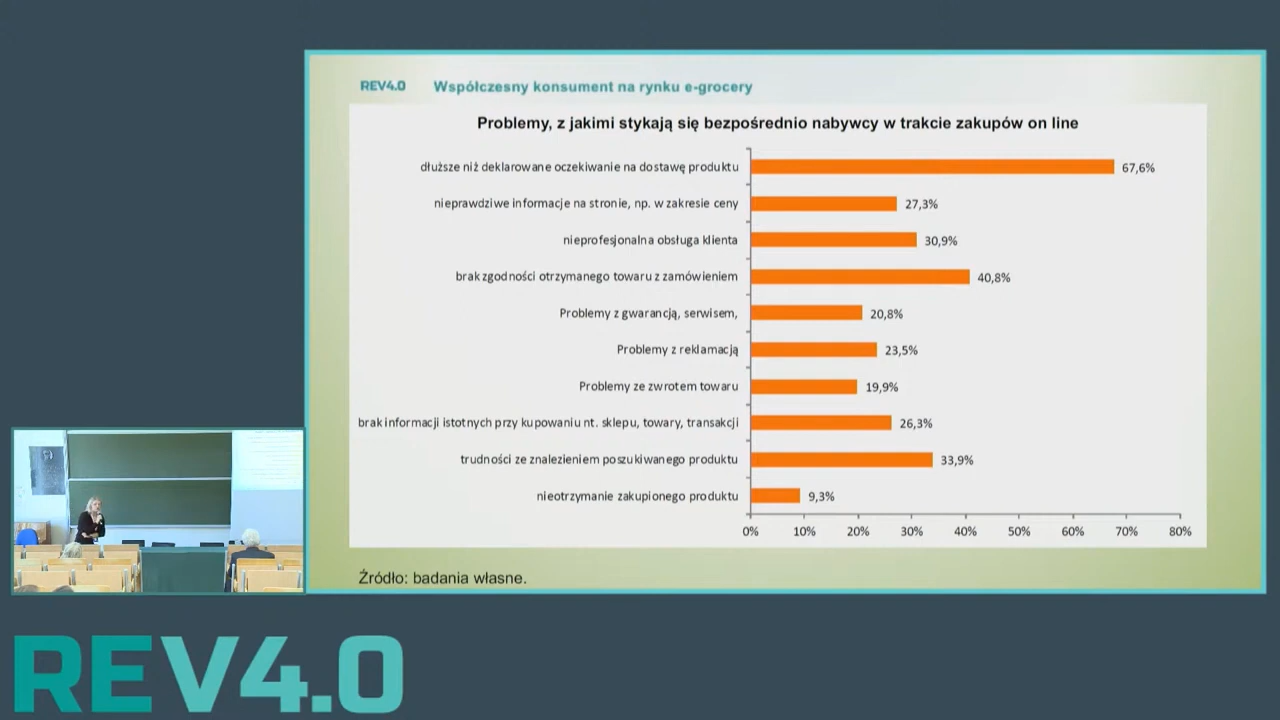 REV4.0 Współczesny konsument na rynku e-grocery
Problemy, z jakimi stykają się bezpośrednio nabywcy w trakcie zakupów on line
dłuższe niż deklarowane oczekiwanie na dostawę produktu 67,6%
nieprawdziwe informacje na stronie, np. w zakresie ceny 27,3%
nieprofesjonalna obsługa klienta 30,9%
brak zgodności otrzymanego towaru z zamówieniem 40,8%
Problemy z gwarancją, serwisem, 20,8%
Problemy z reklamacją 23,5%
Problemy ze zwrotem towaru 19,9%
brak informacji istotnych przy kupowaniu nt. sklepu, towary, transakcji 26,3%
trudności ze znalezieniem poszukiwanego produktu 33,9%
nieotrzymanie zakupionego produktu 9,3%
0% 10% 20% 30% 40% 50% 60% 70% 80%
Źródło: badania własne.
REV4.0